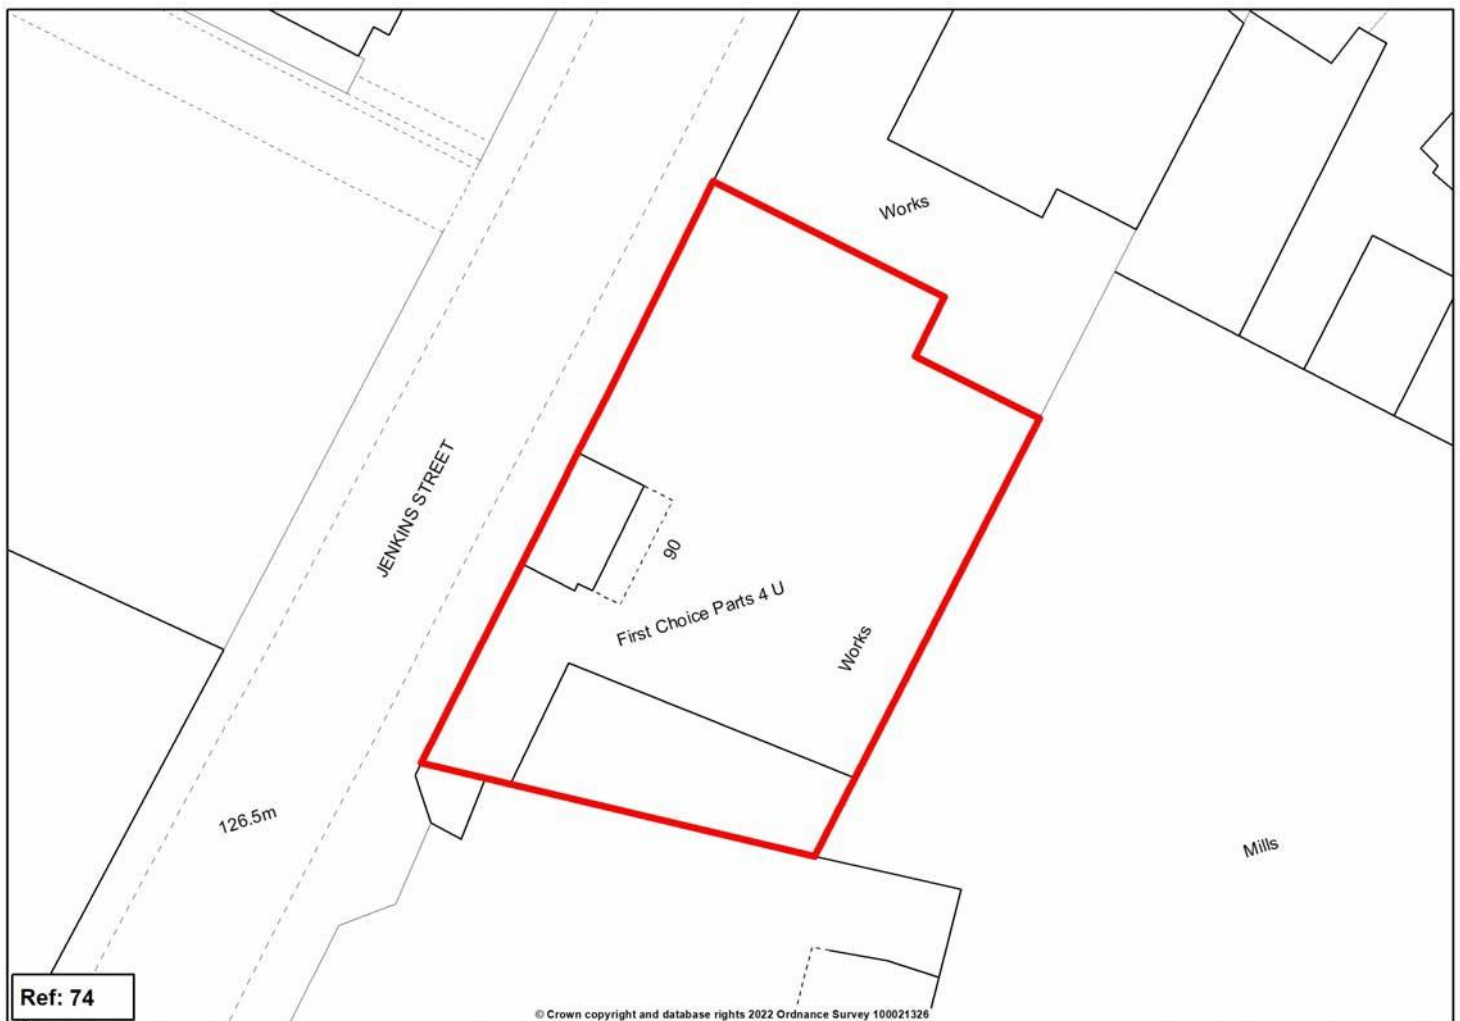 Works
JENKINS STREET
90
First Choice Parts 4 U
Works
126.5m
Mills
Ref: 74
© Crown copyright and database rights 2022 Ordnance Survey 100021326